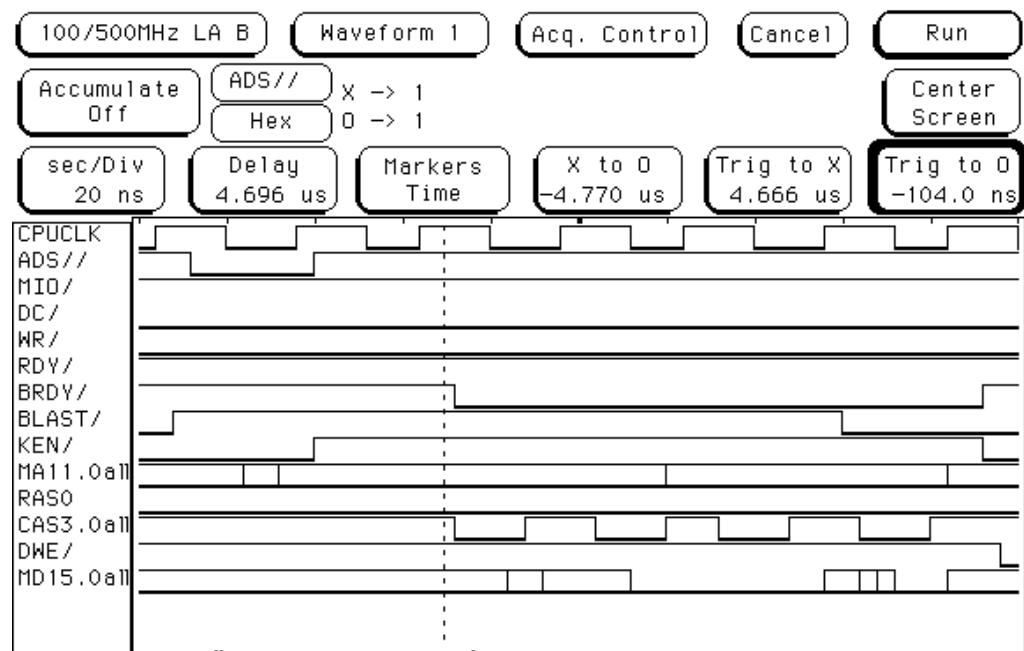 100/500MHz LA B Waveform 1 Acq. Control Cancel Run
Accumulate Off ADS// X -> 1 Center Screen
Hex O -> 1
sec/Div Delay Markers X to O Trig to X Trig to O
20 ns 4.696 us Time -4.770 us 4.666 us -104.0 ns
CPUCLK
ADS//
MIO/
DC/
WR/
RDY/
BRDY/
BLAST/
KEN/
MA11.0all
RAS0
CAS3.0all
DWE/
MD15.0all